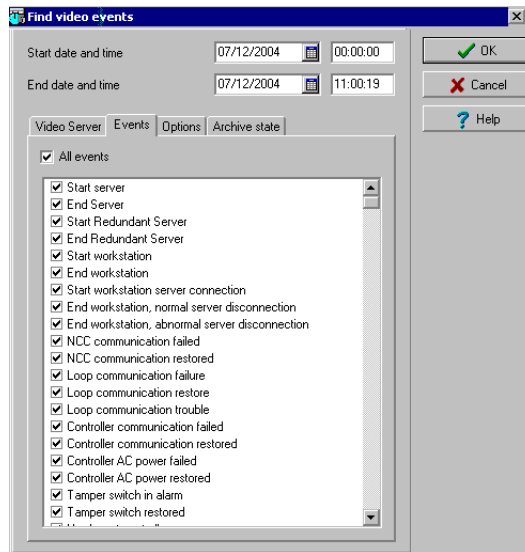 Find video events
Start date and time 07/12/2004 00:00:00
End date and time 07/12/2004 11:00:19
OK
Cancel
Help
Video Server Events Options Archive state
All events
Start server
End Server
Start Redundant Server
End Redundant Server
Start workstation
End workstation
Start workstation server connection
End workstation, normal server disconnection
End workstation, abnormal server disconnection
NCC communication failed
NCC communication restored
Loop communication failure
Loop communication restore
Loop communication trouble
Controller communication failed
Controller communication restored
Controller AC power failed
Controller AC power restored
Tamper switch in alarm
Tamper switch restored